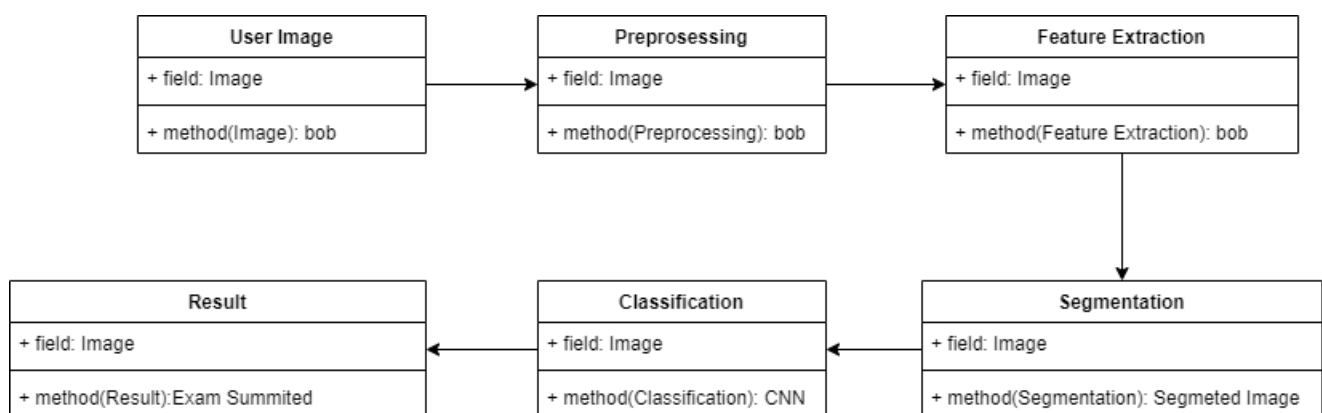 User Image
+ field: Image
+ method(Image): bob
Preprosessing
+ field: Image
+ method(Preprocessing): bob
Feature Extraction
+ field: Image
+ method(Feature Extraction): bob
Result
+ field: Image
+ method(Result):Exam Summited
Classification
+ field: Image
+ method(Classification): CNN
Segmentation
+ field: Image
+ method(Segmentation): Segmeted Image